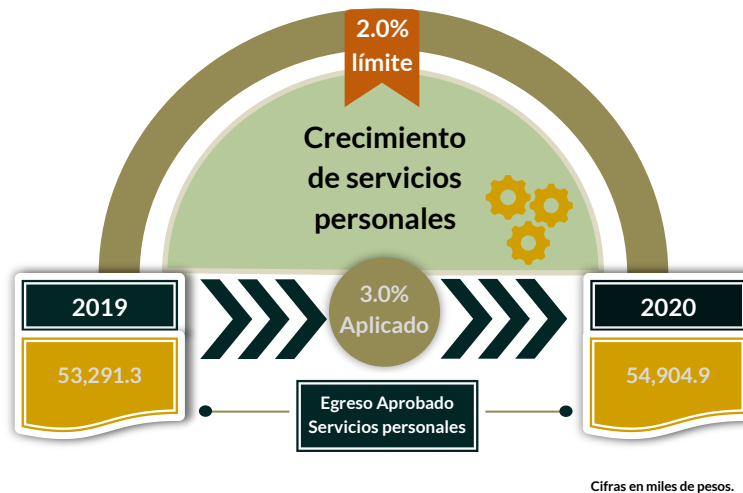 2.0%
límite
Crecimiento
de servicios
personales
2019
3.0%
Aplicado
2020
53,291.3
54,904.9
Egreso Aprobado
Servicios personales
Cifras en miles de pesos.